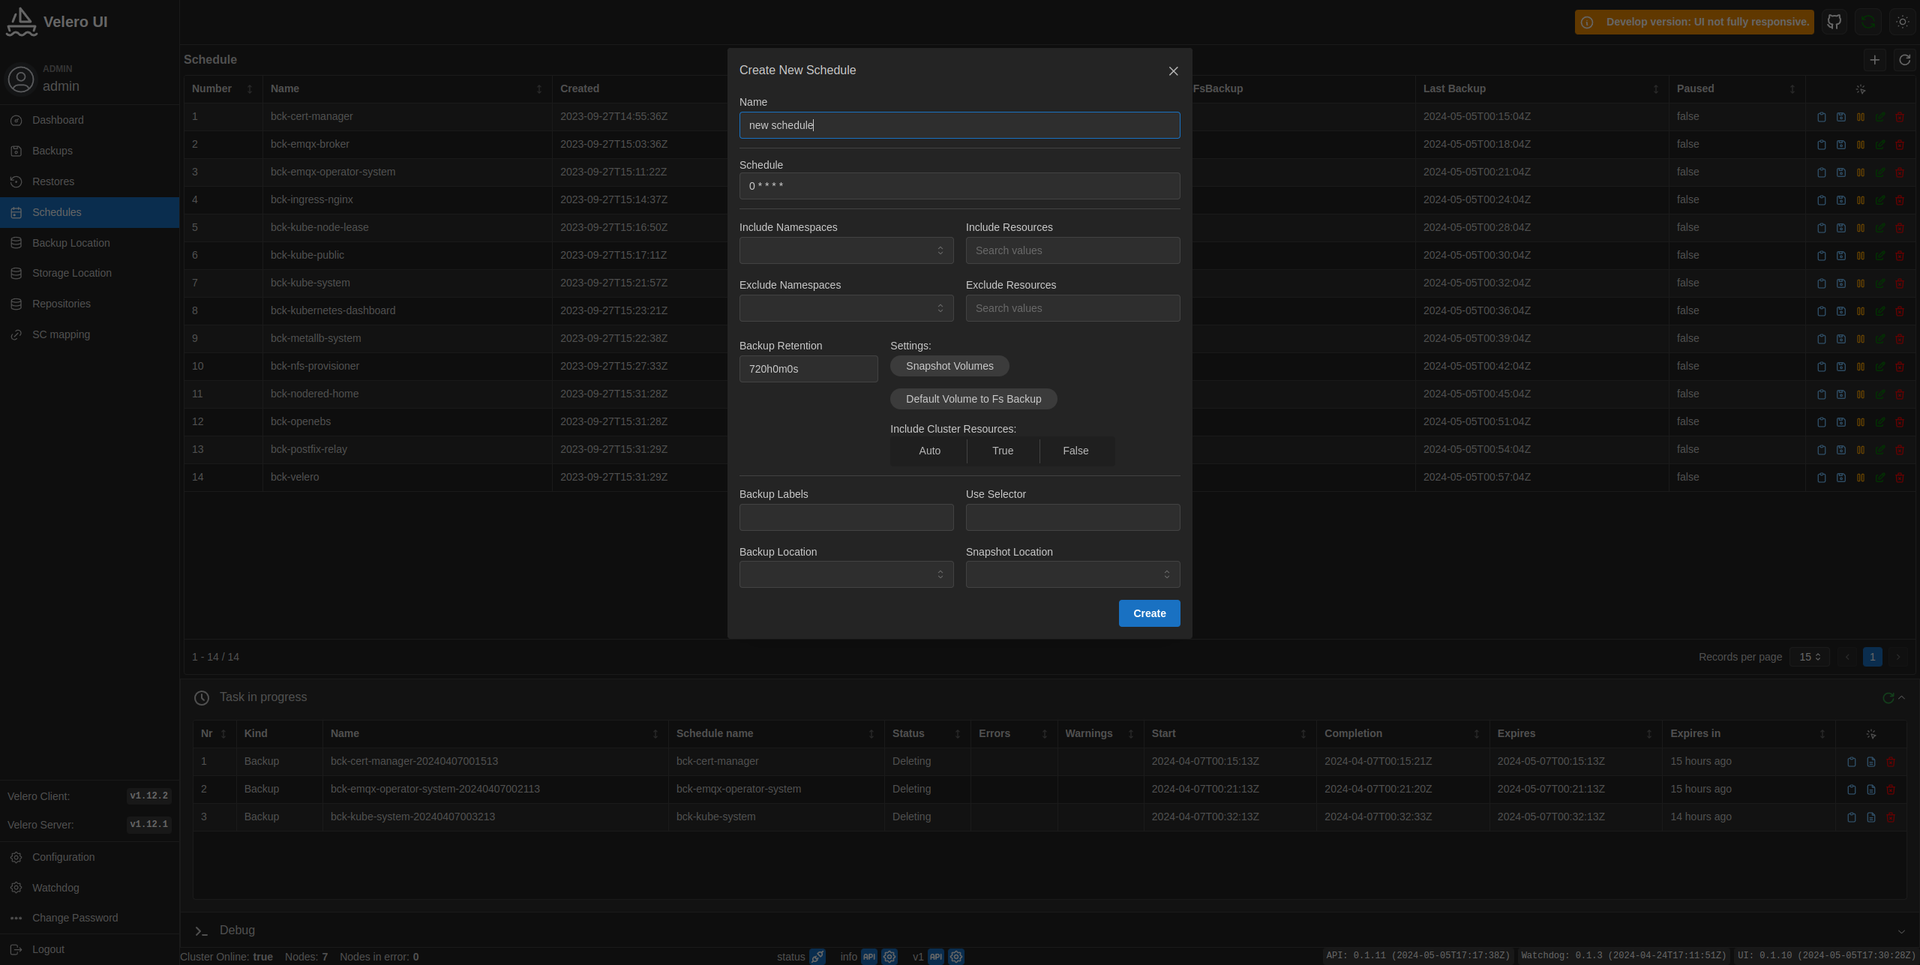 Velero UI
Develop version: UI not fully responsive.
ADMIN
admin
Dashboard
Backups
Restores
Schedules
Backup Location
Storage Location
Repositories
SC mapping
Velero Client: v1.12.2
Velero Server: v1.12.1
Configuration
Watchdog
Change Password
Logout
Schedule
Number Name Created FsBackup Last Backup Paused
1 bck-cert-manager 2023-09-27T14:55:36Z 2024-05-05T00:15:04Z false
2 bck-emqx-broker 2023-09-27T15:03:36Z 2024-05-05T00:18:04Z false
3 bck-emqx-operator-system 2023-09-27T15:11:22Z 2024-05-05T00:21:04Z false
4 bck-ingress-nginx 2023-09-27T15:14:37Z 2024-05-05T00:24:04Z false
5 bck-kube-node-lease 2023-09-27T15:16:50Z 2024-05-05T00:28:04Z false
6 bck-kube-public 2023-09-27T15:17:11Z 2024-05-05T00:30:04Z false
7 bck-kube-system 2023-09-27T15:21:57Z 2024-05-05T00:32:04Z false
8 bck-kubernetes-dashboard 2023-09-27T15:23:21Z 2024-05-05T00:36:04Z false
9 bck-metallb-system 2023-09-27T15:22:38Z 2024-05-05T00:39:04Z false
10 bck-nfs-provisioner 2023-09-27T15:27:33Z 2024-05-05T00:42:04Z false
11 bck-nodered-home 2023-09-27T15:31:28Z 2024-05-05T00:45:04Z false
12 bck-openebs 2023-09-27T15:31:28Z 2024-05-05T00:51:04Z false
13 bck-postfix-relay 2023-09-27T15:31:29Z 2024-05-05T00:54:04Z false
14 bck-velero 2023-09-27T15:31:29Z 2024-05-05T00:57:04Z false
1 - 14 / 14
Records per page 15 1
Create New Schedule
Name
new schedule
Schedule
0 * * * *
Include Namespaces Include Resources
Search values
Exclude Namespaces Exclude Resources
Search values
Backup Retention Settings:
720h0m0s
Snapshot Volumes
Default Volume to Fs Backup
Include Cluster Resources:
Auto True False
Backup Labels Use Selector
Backup Location Snapshot Location
Create
Task in progress
Nr Kind Name Schedule name Status Errors Warnings Start Completion Expires Expires in
1 Backup bck-cert-manager-20240407001513 bck-cert-manager Deleting 2024-04-07T00:15:13Z 2024-04-07T00:15:21Z 2024-05-07T00:15:13Z 15 hours ago
2 Backup bck-emqx-operator-system-20240407002113 bck-emqx-operator-system Deleting 2024-04-07T00:21:13Z 2024-04-07T00:21:20Z 2024-05-07T00:21:13Z 15 hours ago
3 Backup bck-kube-system-20240407003213 bck-kube-system Deleting 2024-04-07T00:32:13Z 2024-04-07T00:32:33Z 2024-05-07T00:32:13Z 14 hours ago
Debug
Cluster Online: true Nodes: 7 Nodes in error: 0 status info API v1 API API: 0.1.11 (2024-05-05T17:17:38Z) Watchdog: 0.1.3 (2024-04-24T17:11:51Z) UI: 0.1.10 (2024-05-05T17:30:28Z)